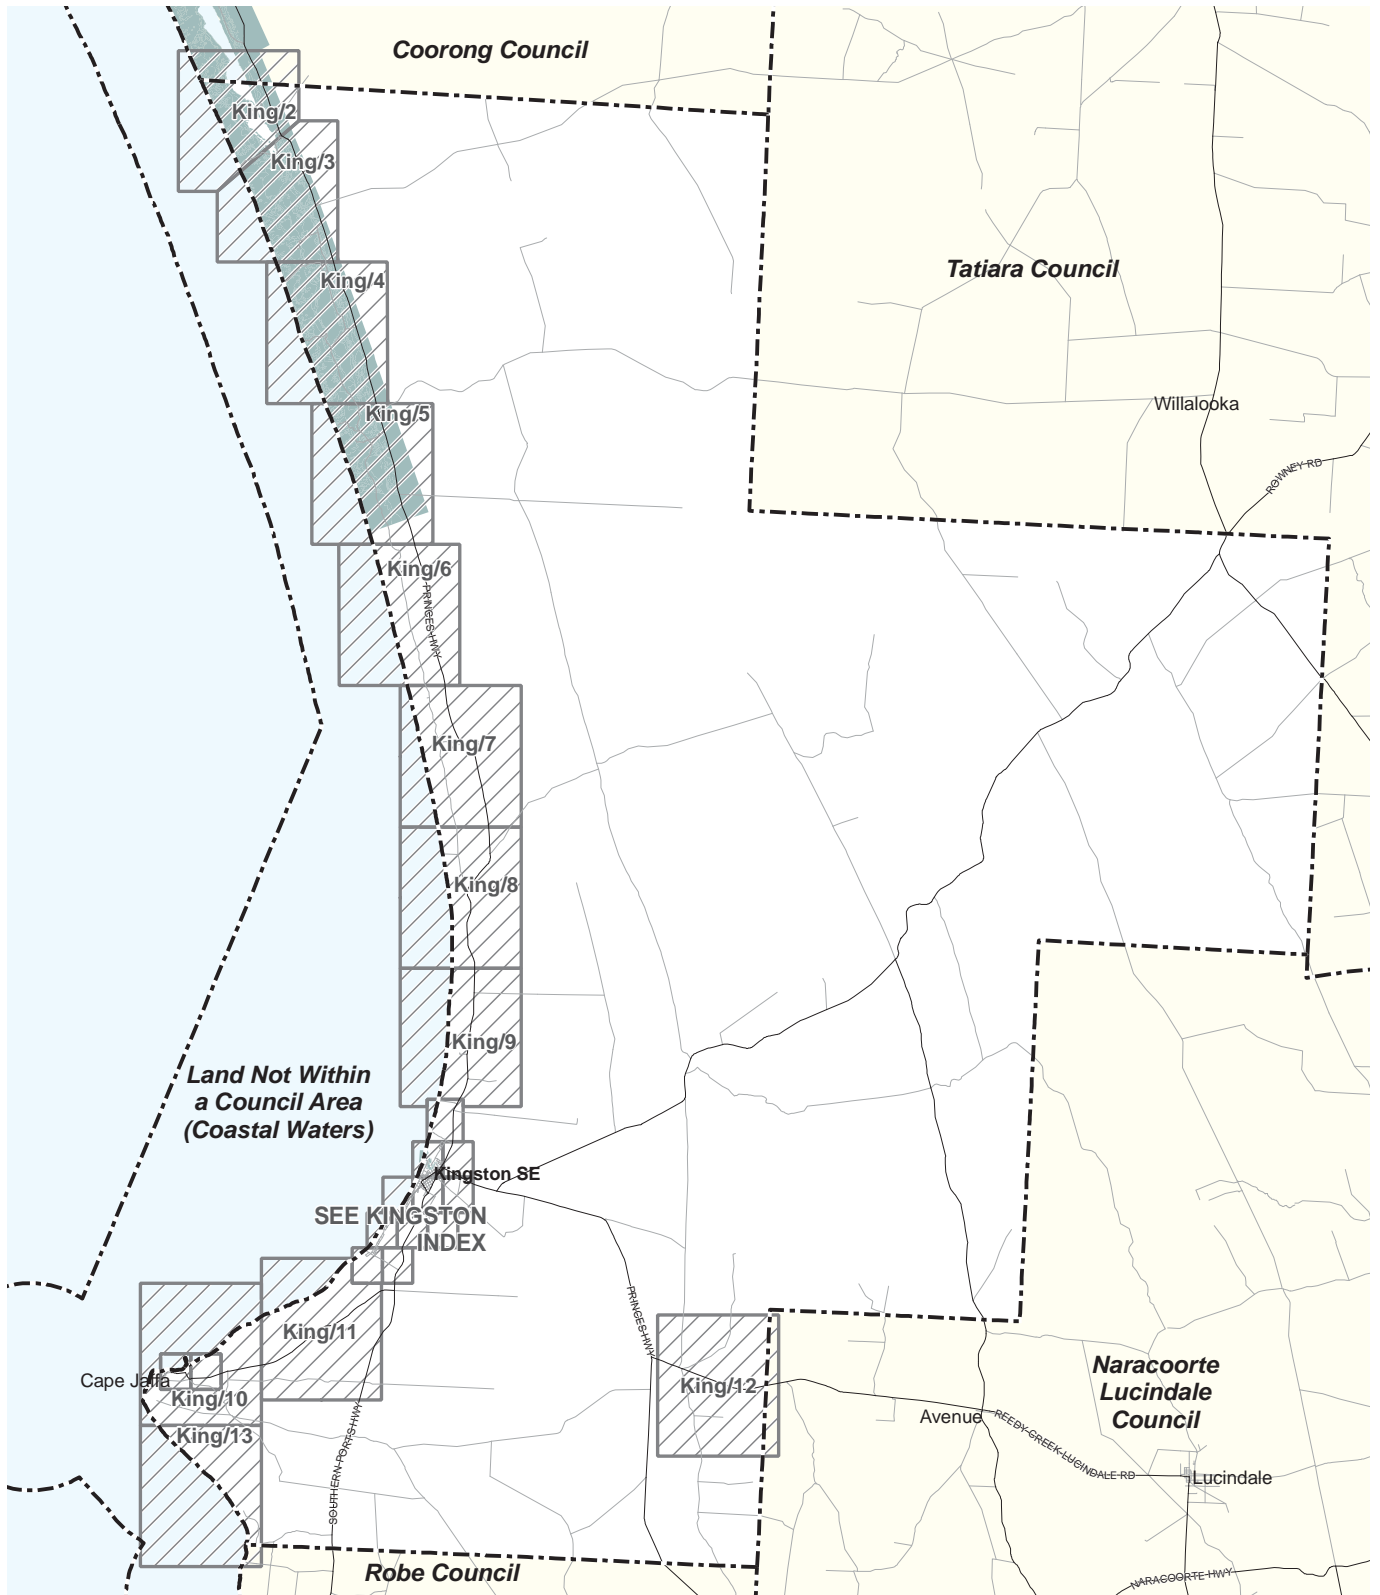 Coorong Council
King/2
King/3
Tatiara Council
King/4
Willalooka
King/5
ROWNEY RD
King/6
PRINCES HWY
King/7
King/8
King/9
Land Not Within
a Council Area
(Coastal Waters)
Kingston SE
SEE KINGSTON
INDEX
PRINCES HWY
King/11
Naracoorte
Lucindale
Council
Cape Jaffa
King/10
King/12
Avenue
REEDY CREEK-LUCINDALE RD
King/13
SOUTHERN PORTS HWY
Lucindale
Robe Council
NARACOORTE HWY